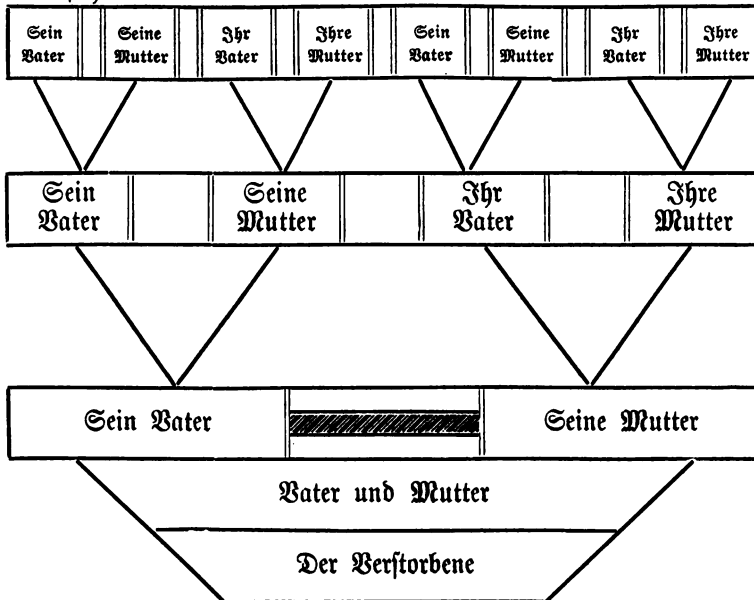 Sein Vater
Seine Mutter
Ihr Vater
Ihre Mutter
Sein Vater
Seine Mutter
Ihr Vater
Ihre Mutter
Sein Vater
Seine Mutter
Ihr Vater
Ihre Mutter
Sein Vater
Seine Mutter
Vater und Mutter
Der Verſtorbene